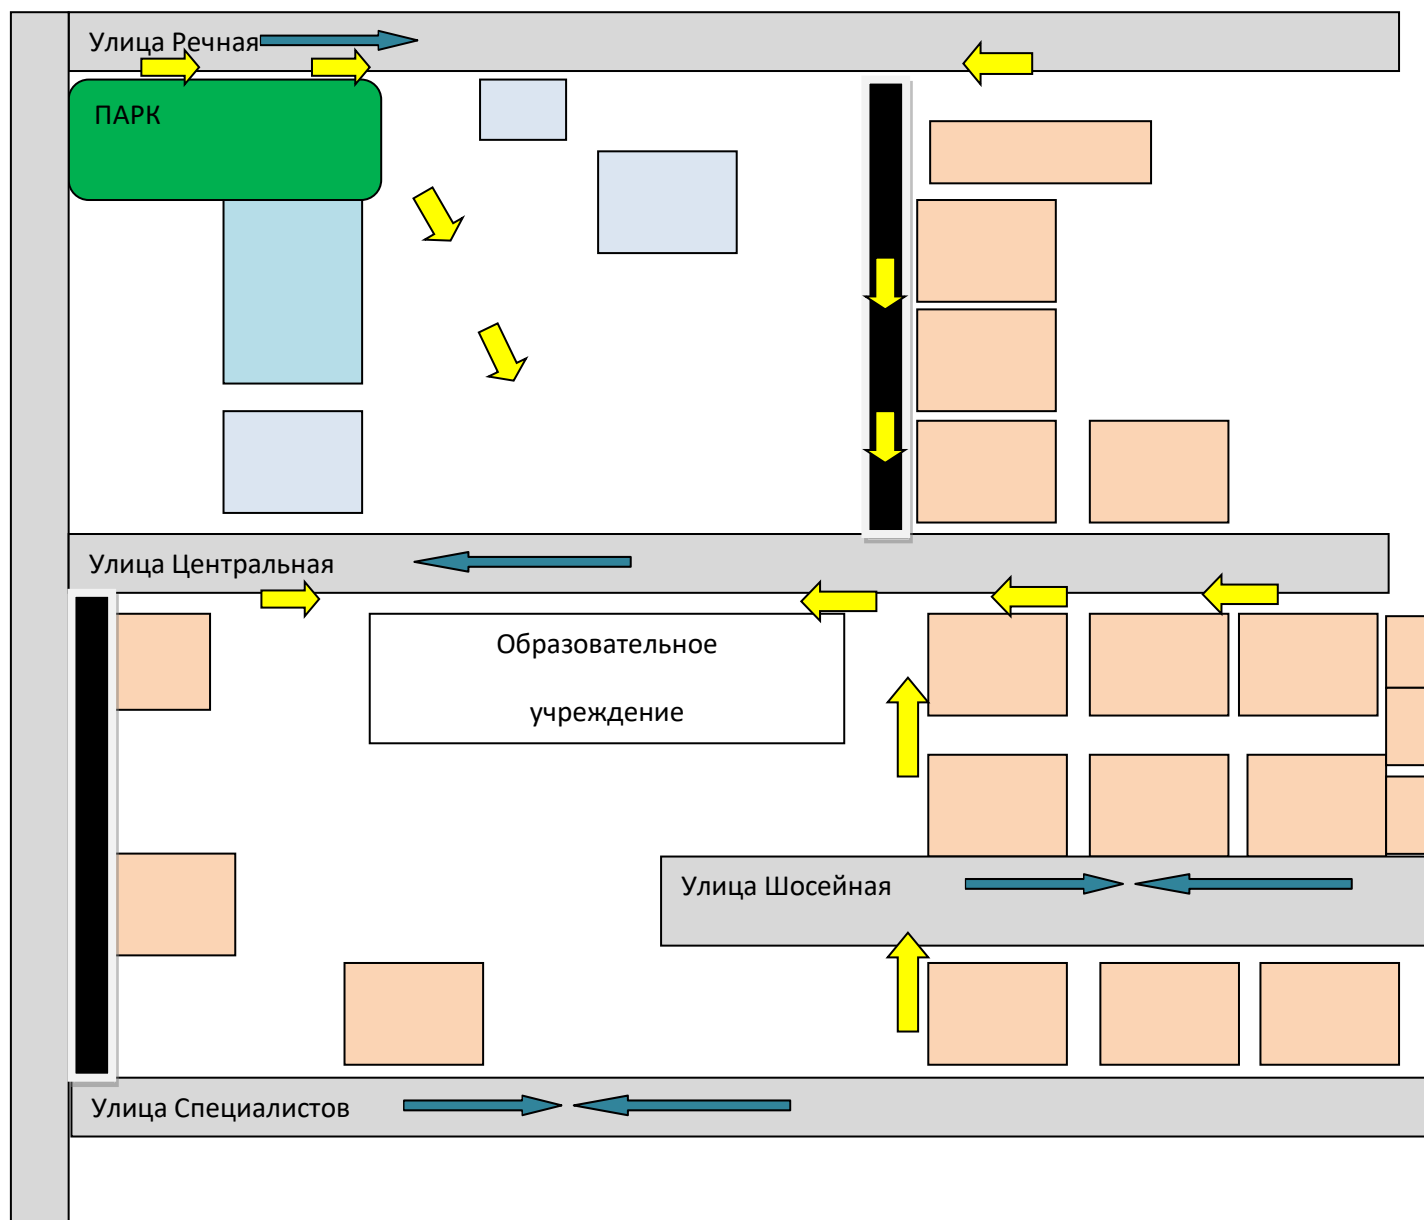 Улица Речная
ПАРК
Улица Центральная
Образовательное
учреждение
Улица Шосейная
Улица Специалистов